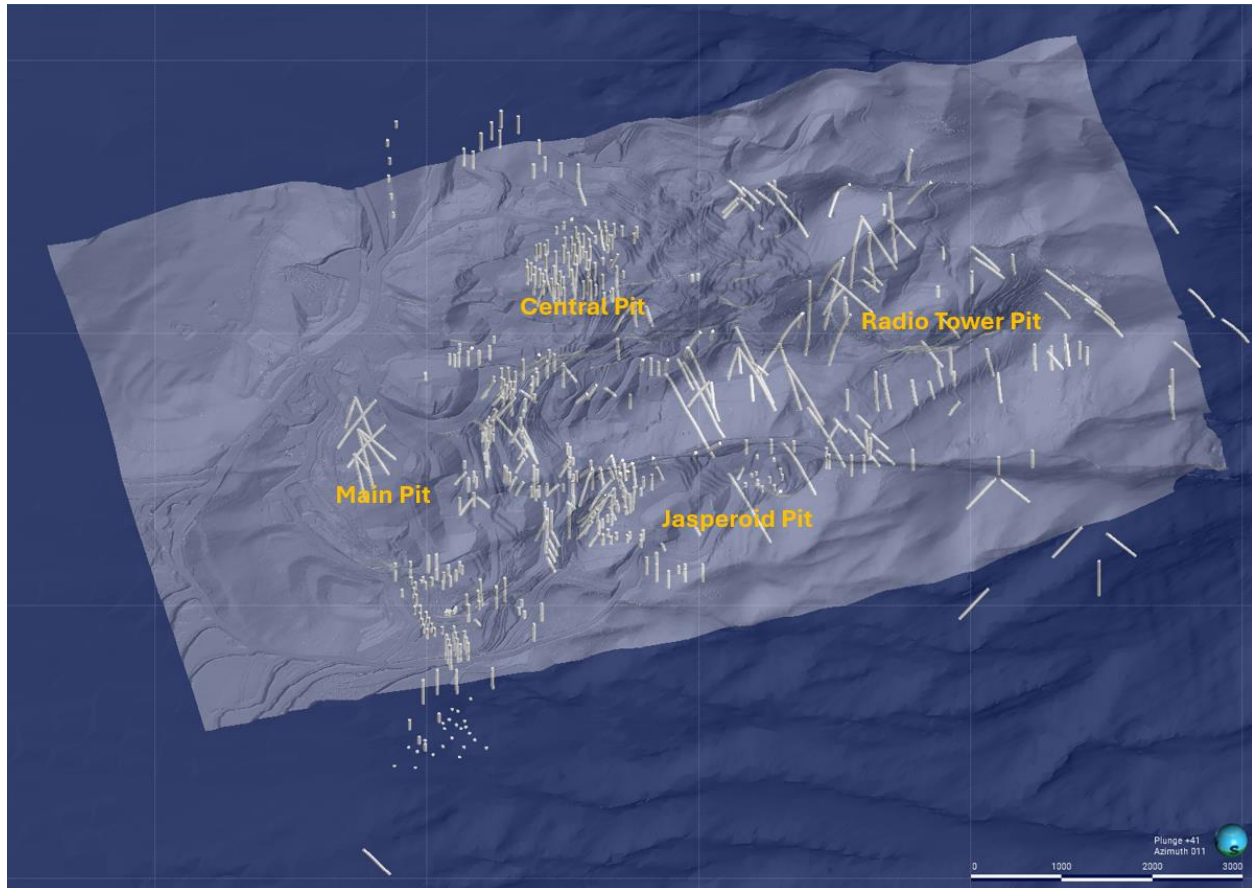 Central Pit
Radio Tower Pit
Main Pit
Jasperoid Pit
Plunge +41
Azimuth 011
S
0 1000 2000 3000